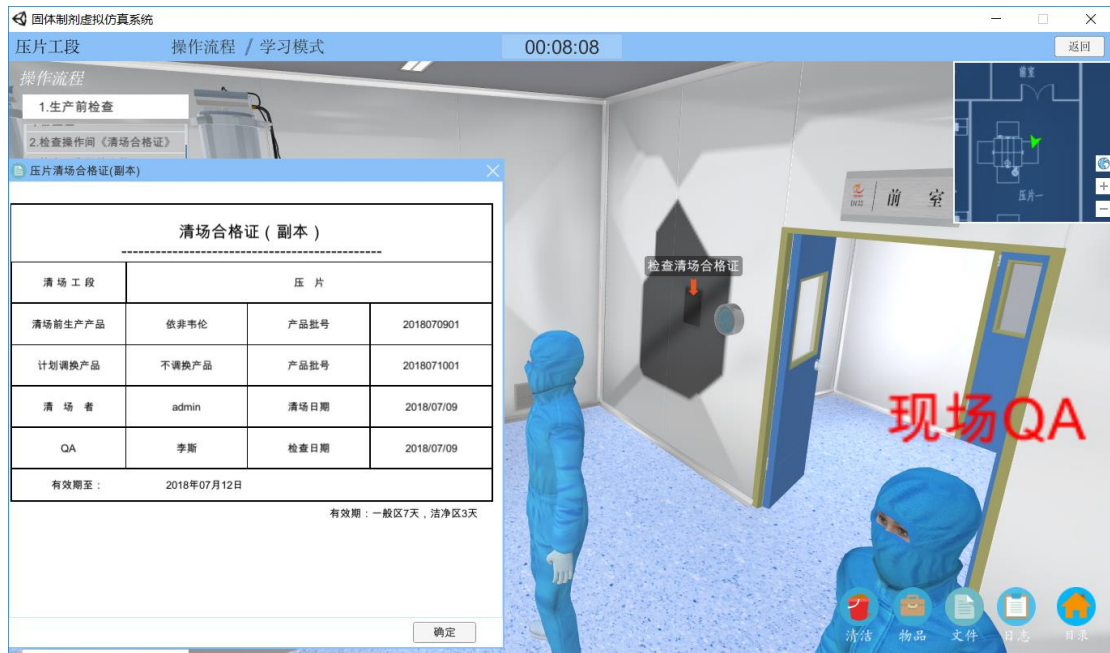 固体制剂虚拟仿真系统
压片工段 操作流程 / 学习模式 00:08:08 返回
操作流程
1.生产前检查
2.检查操作间《清场合格证》
压片清场合格证(副本)
清场合格证（副本）
清场工段 压 片
清场前生产产品 依非韦伦 产品批号 2018070901
计划调换产品 不调换产品 产品批号 2018071001
清 场 者 admin 清场日期 2018/07/09
QA 李斯 检查日期 2018/07/09
有效期至： 2018年07月12日
有效期：一般区7天，洁净区3天
确定
检查清场合格证
前 室
前室
压片一
现场QA
清洁 物品 文件 日志 目录